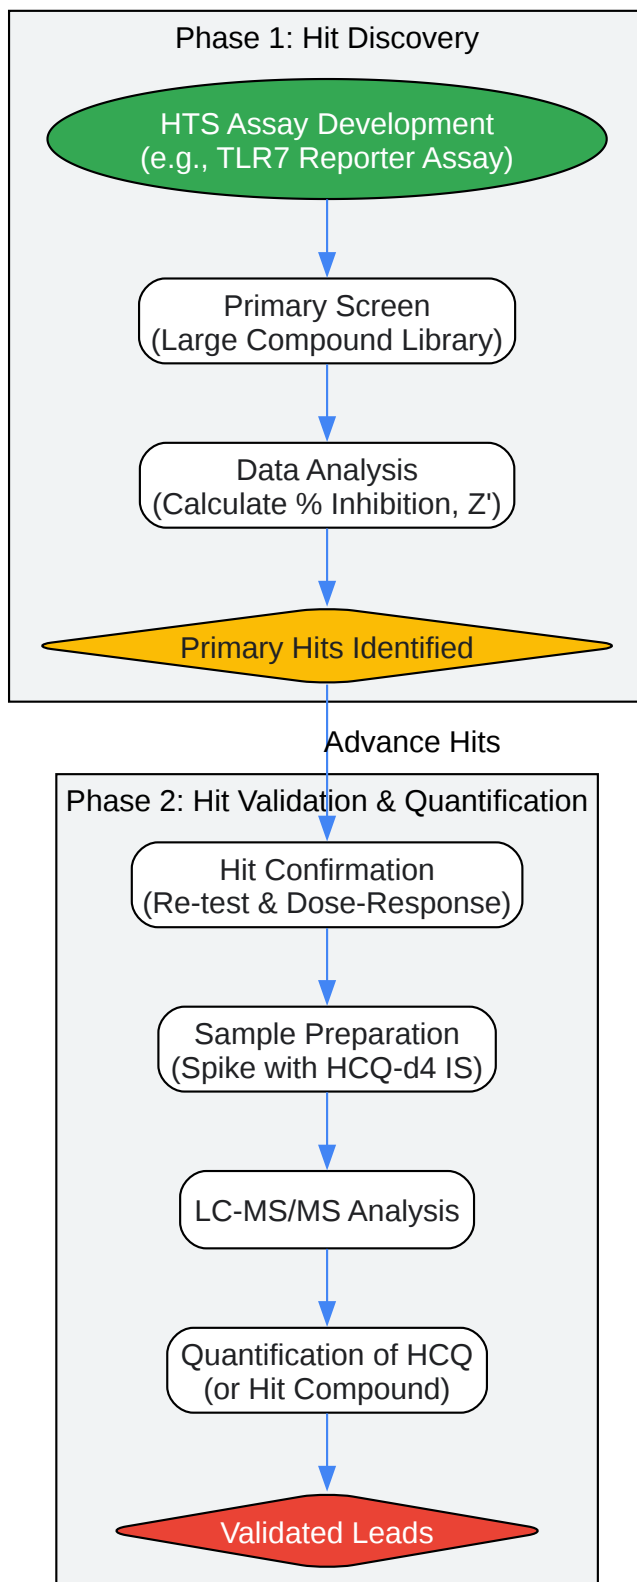 Phase 1: Hit Discovery
HTS Assay Development
(e.g., TLR7 Reporter Assay)
Primary Screen
(Large Compound Library)
Data Analysis
(Calculate % Inhibition, Z')
Primary Hits Identified
Advance Hits
Phase 2: Hit Validation & Quantification
Hit Confirmation
(Re-test & Dose-Response)
Sample Preparation
(Spike with HCQ-d4 IS)
LC-MS/MS Analysis
Quantification of HCQ
(or Hit Compound)
Validated Leads